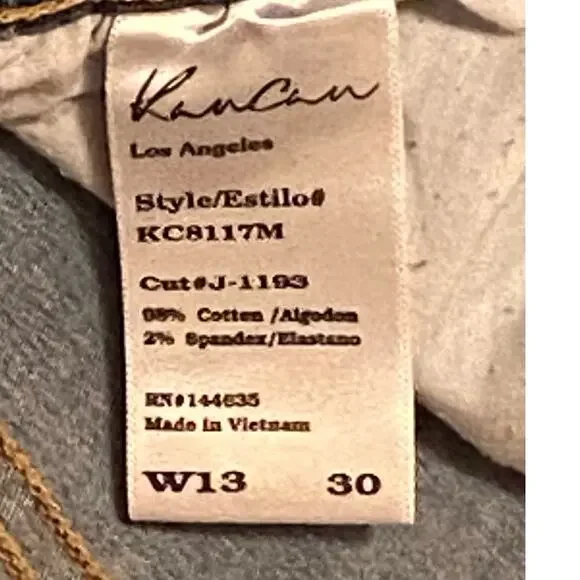 KanCan
Los Angeles
Style/Estilo#
KC8117M
Cut#J-1193
98% Cotten /Algodon
2% Spandex/Elastano
RN#144635
Made in Vietnam
W13 30